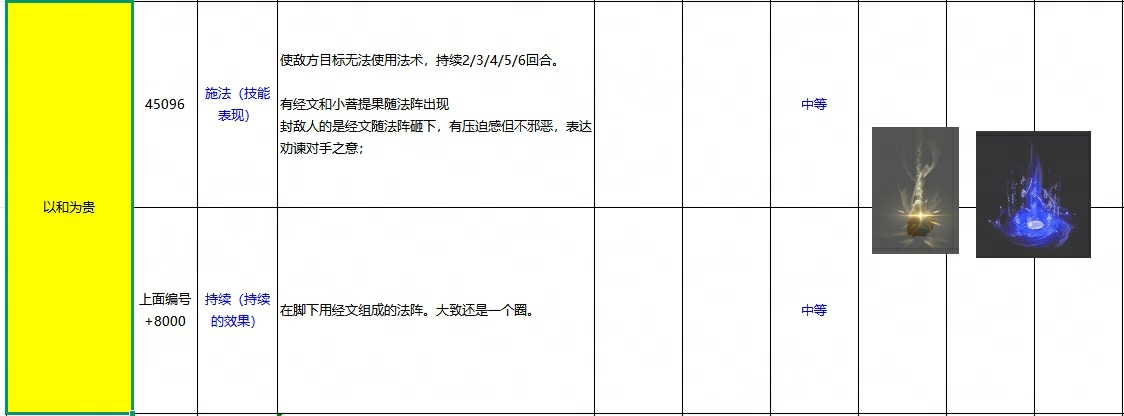 以和为贵
45096
施法（技能
表现）
使敌方目标无法使用法术，持续2/3/4/5/6回合。
有经文和小菩提果随法阵出现
封敌人的是经文随法阵砸下，有压迫感但不邪恶，表达
劝谏对手之意；
中等
上面编号
+8000
持续（持续
的效果）
在脚下用经文组成的法阵。大致还是一个圈。
中等